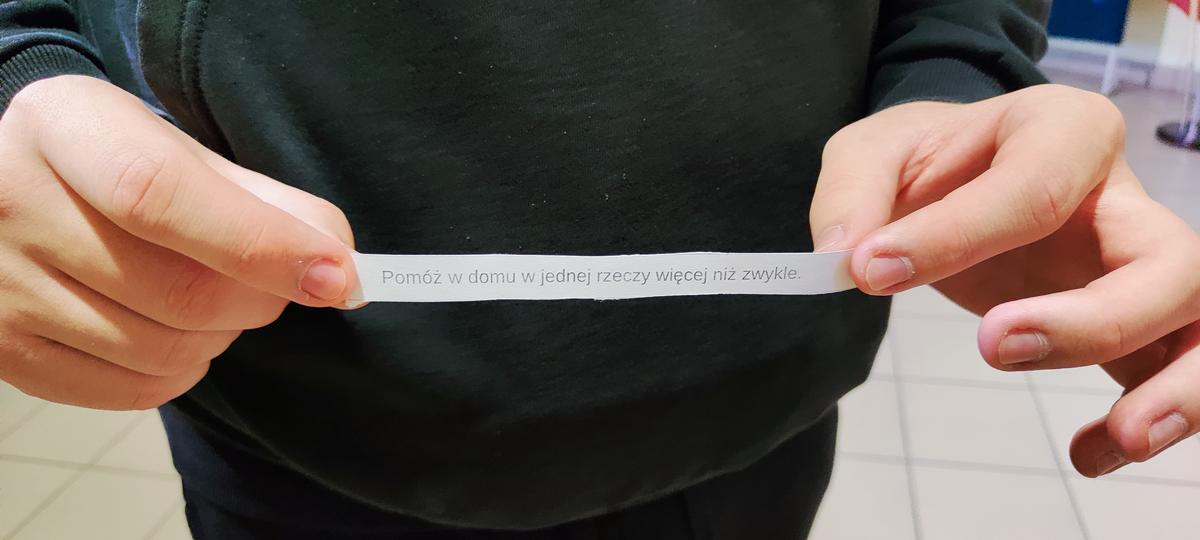 Pomóż w domu w jednej rzeczy więcej niż zwykle.